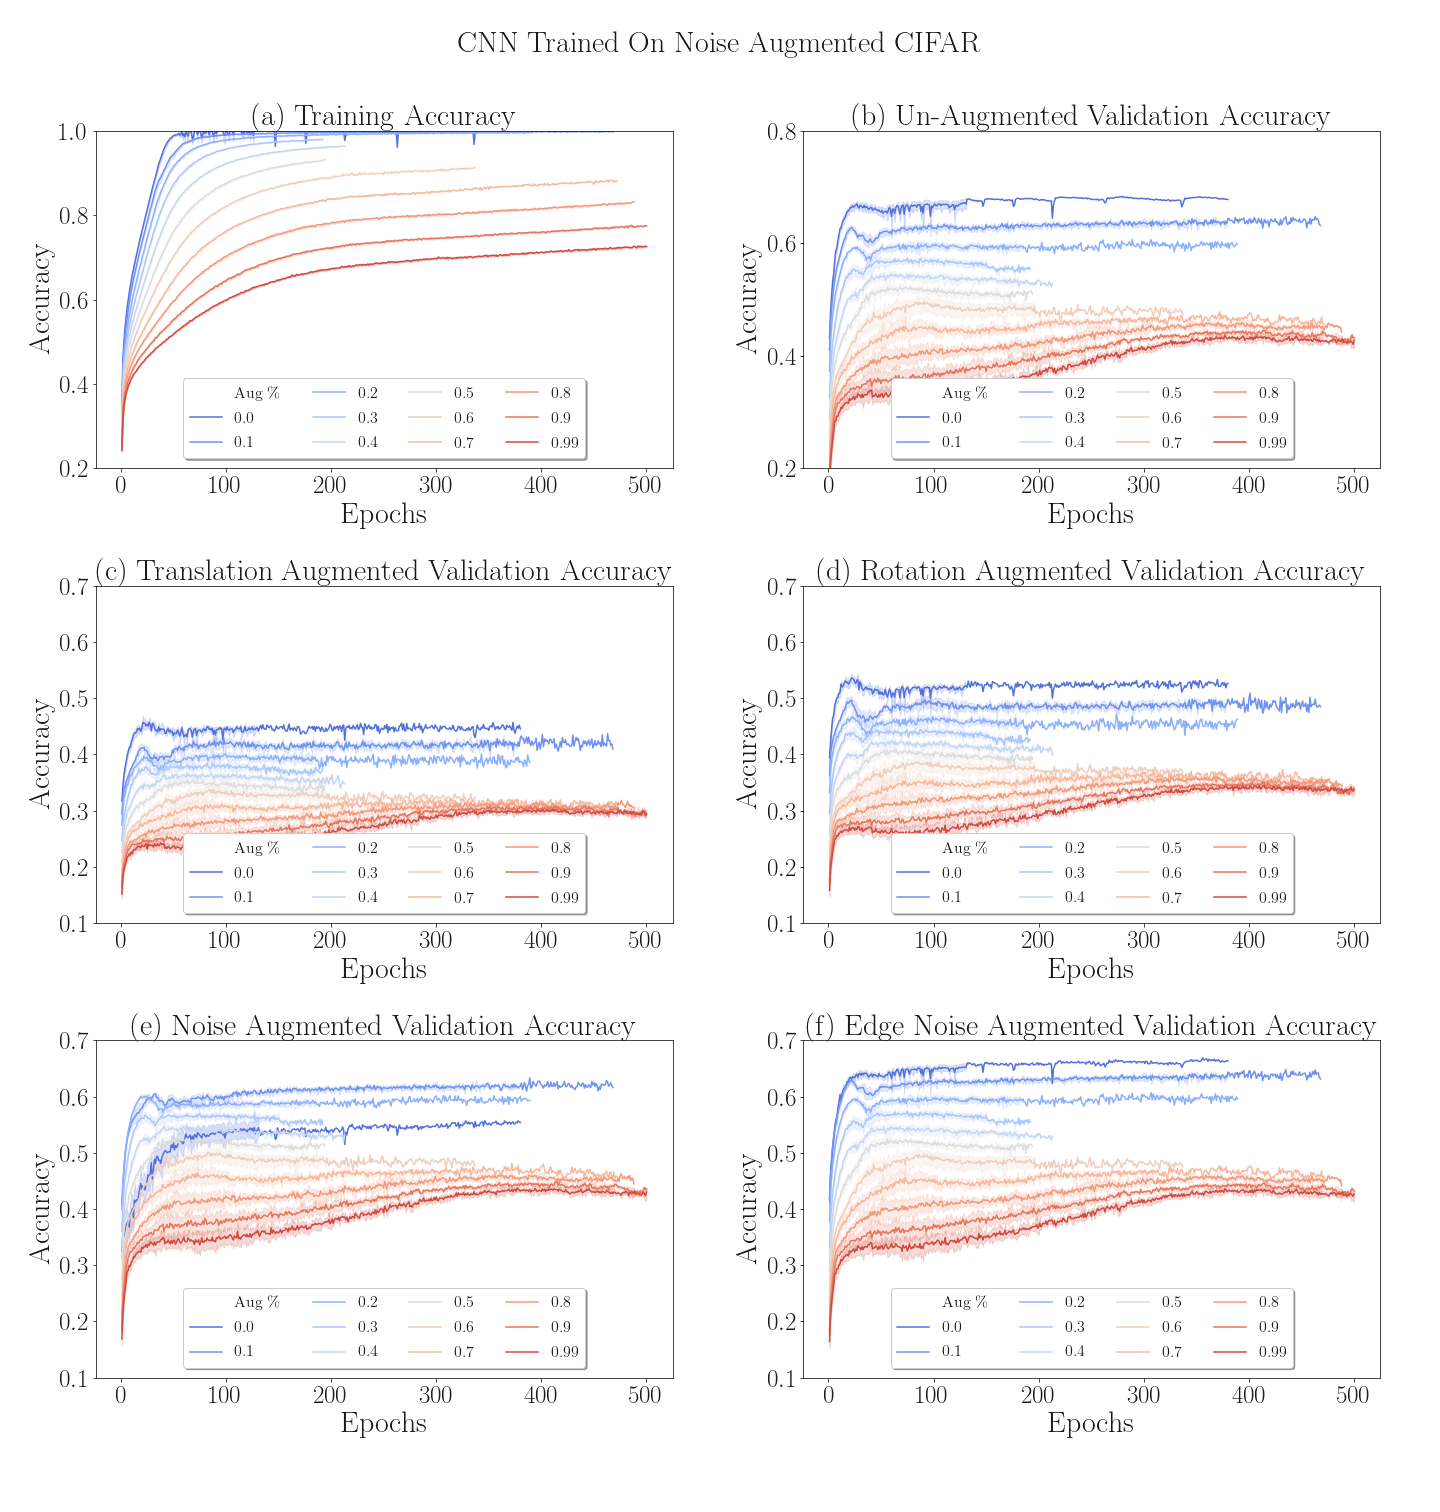 CNN Trained On Noise Augmented CIFAR
(a) Training Accuracy
1.0
0.8
0.6
0.4
0.2
Accuracy
Aug % 0.2 0.5 0.8
0.0 0.3 0.6 0.9
0.1 0.4 0.7 0.99
0 100 200 300 400 500
Epochs
(b) Un-Augmented Validation Accuracy
0.8
0.6
0.4
0.2
Accuracy
Aug % 0.2 0.5 0.8
0.0 0.3 0.6 0.9
0.1 0.4 0.7 0.99
0 100 200 300 400 500
Epochs
(c) Translation Augmented Validation Accuracy
0.7
0.6
0.5
0.4
0.3
0.2
0.1
Accuracy
Aug % 0.2 0.5 0.8
0.0 0.3 0.6 0.9
0.1 0.4 0.7 0.99
0 100 200 300 400 500
Epochs
(d) Rotation Augmented Validation Accuracy
0.7
0.6
0.5
0.4
0.3
0.2
0.1
Accuracy
Aug % 0.2 0.5 0.8
0.0 0.3 0.6 0.9
0.1 0.4 0.7 0.99
0 100 200 300 400 500
Epochs
(e) Noise Augmented Validation Accuracy
0.7
0.6
0.5
0.4
0.3
0.2
0.1
Accuracy
Aug % 0.2 0.5 0.8
0.0 0.3 0.6 0.9
0.1 0.4 0.7 0.99
0 100 200 300 400 500
Epochs
(f) Edge Noise Augmented Validation Accuracy
0.7
0.6
0.5
0.4
0.3
0.2
0.1
Accuracy
Aug % 0.2 0.5 0.8
0.0 0.3 0.6 0.9
0.1 0.4 0.7 0.99
0 100 200 300 400 500
Epochs